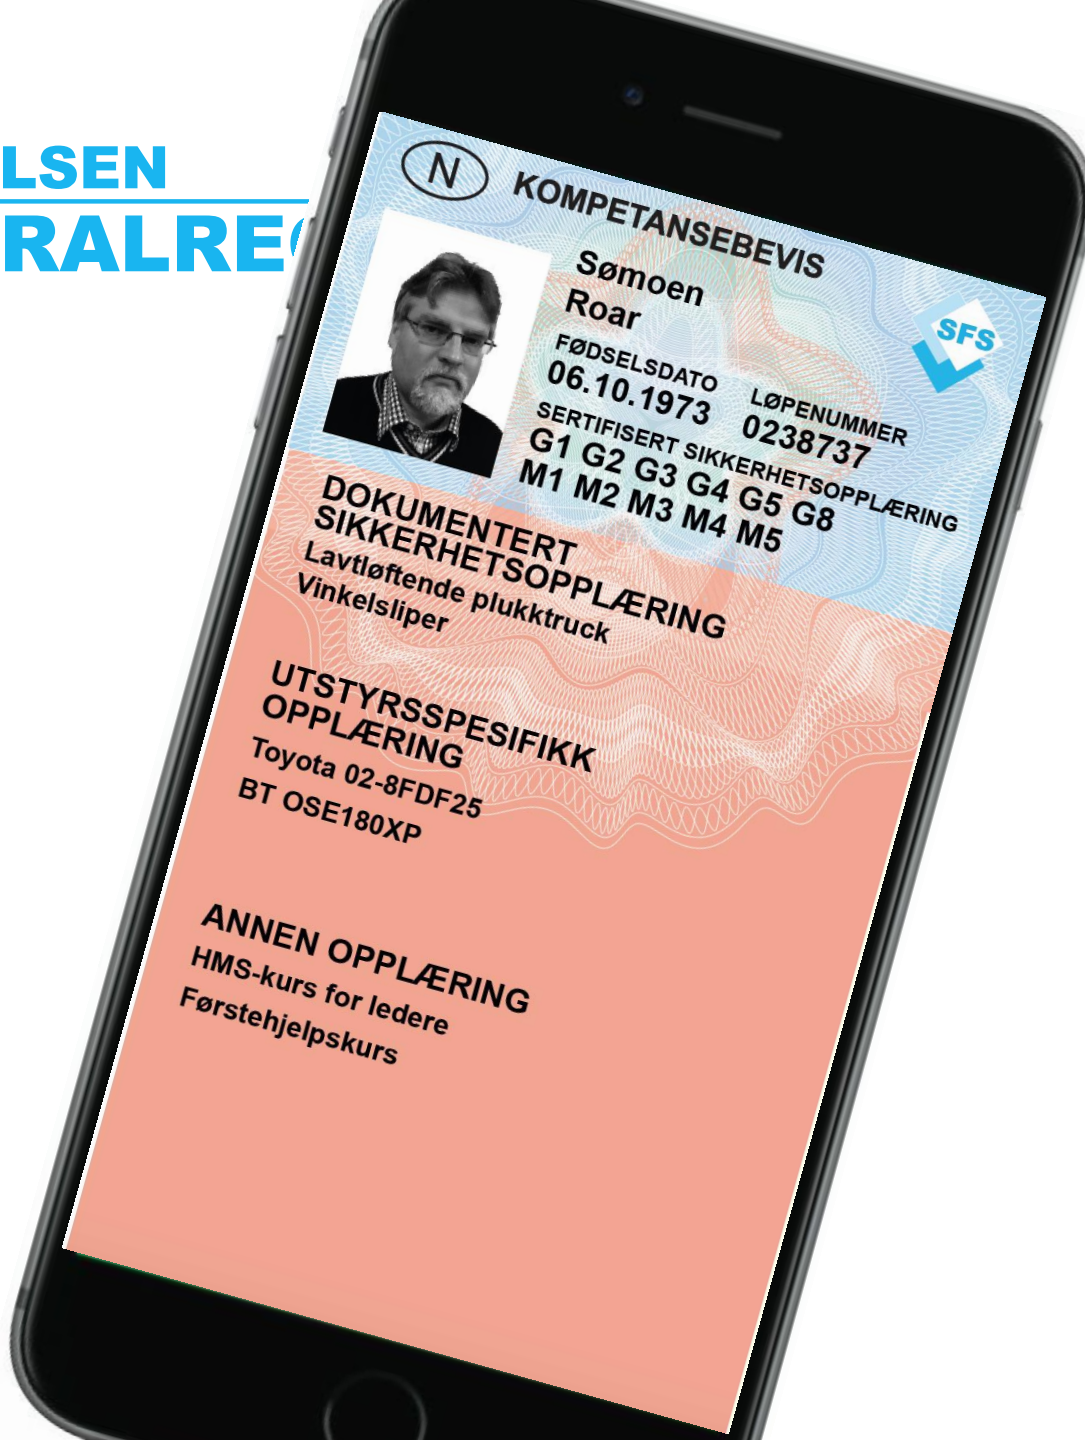 LSEN
RALRE
N
KOMPETANSEBEVIS
Sømoen
Roar
SFS
FØDSELSDATO
06.10.1973
LØPENUMMER
0238737
SERTIFISERT SIKKERHETSOPPLÆRING
G1 G2 G3 G4 G5 G8
M1 M2 M3 M4 M5
DOKUMENTERT
SIKKERHETSOPPLÆRING
Lavtløftende plukktruck
Vinkelsliper
UTSTYRSSPESIFIKK
OPPLÆRING
Toyota 02-8FDF25
BT OSE180XP
ANNEN OPPLÆRING
HMS-kurs for ledere
Førstehjelpskurs